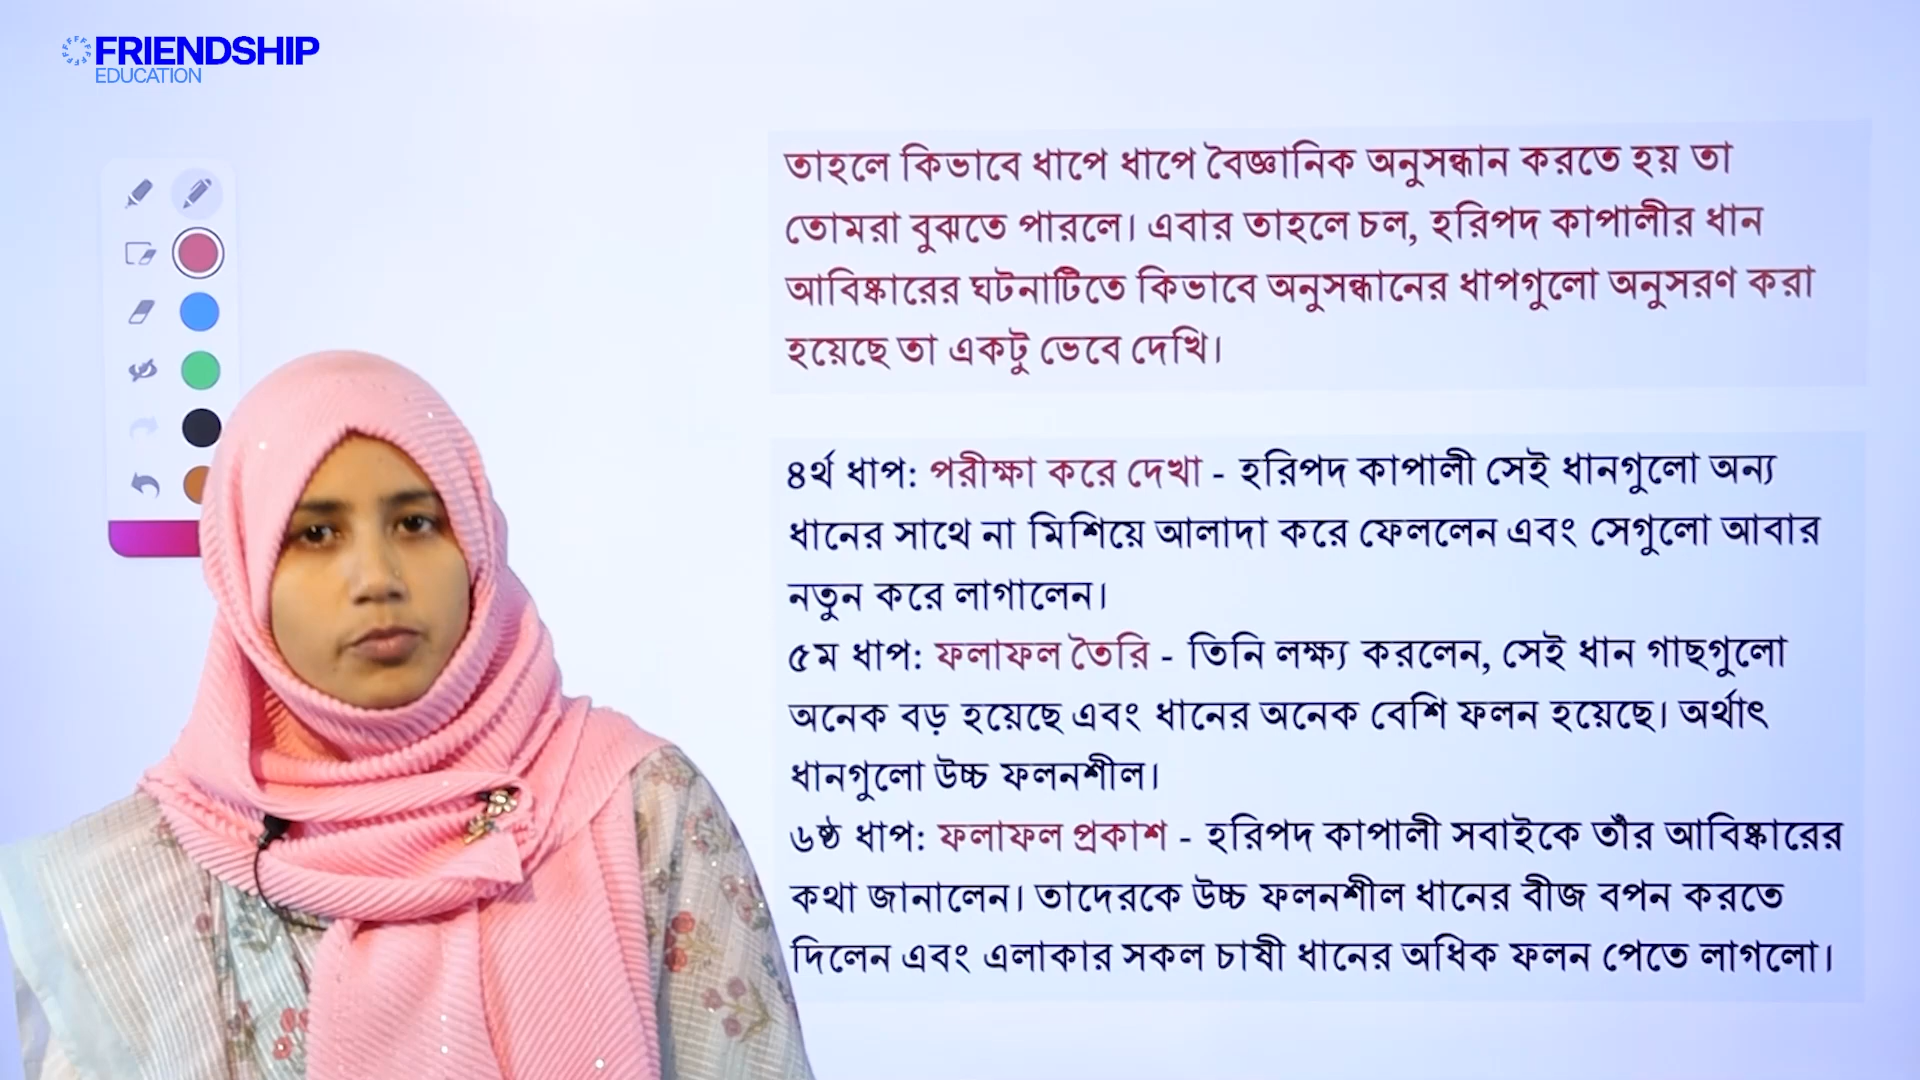 FRIENDSHIP
EDUCATION
তাহলে কিভাবে ধাপে ধাপে বৈজ্ঞানিক অনুসন্ধান করতে হয় তা
তোমরা বুঝতে পারলে। এবার তাহলে চল, হরিপদ কাপালীর ধান
আবিষ্কারের ঘটনাটিতে কিভাবে অনুসন্ধানের ধাপগুলো অনুসরণ করা
হয়েছে তা একটু ভেবে দেখি।
৪র্থ ধাপ: পরীক্ষা করে দেখা - হরিপদ কাপালী সেই ধানগুলো অন্য
ধানের সাথে না মিশিয়ে আলাদা করে ফেললেন এবং সেগুলো আবার
নতুন করে লাগালেন।
৫ম ধাপ: ফলাফল তৈরি - তিনি লক্ষ্য করলেন, সেই ধান গাছগুলো
অনেক বড় হয়েছে এবং ধানের অনেক বেশি ফলন হয়েছে। অর্থাৎ
ধানগুলো উচ্চ ফলনশীল।
৬ষ্ঠ ধাপ: ফলাফল প্রকাশ - হরিপদ কাপালী সবাইকে তাঁর আবিষ্কারের
কথা জানালেন। তাদেরকে উচ্চ ফলনশীল ধানের বীজ বপন করতে
দিলেন এবং এলাকার সকল চাষী ধানের অধিক ফলন পেতে লাগলো।